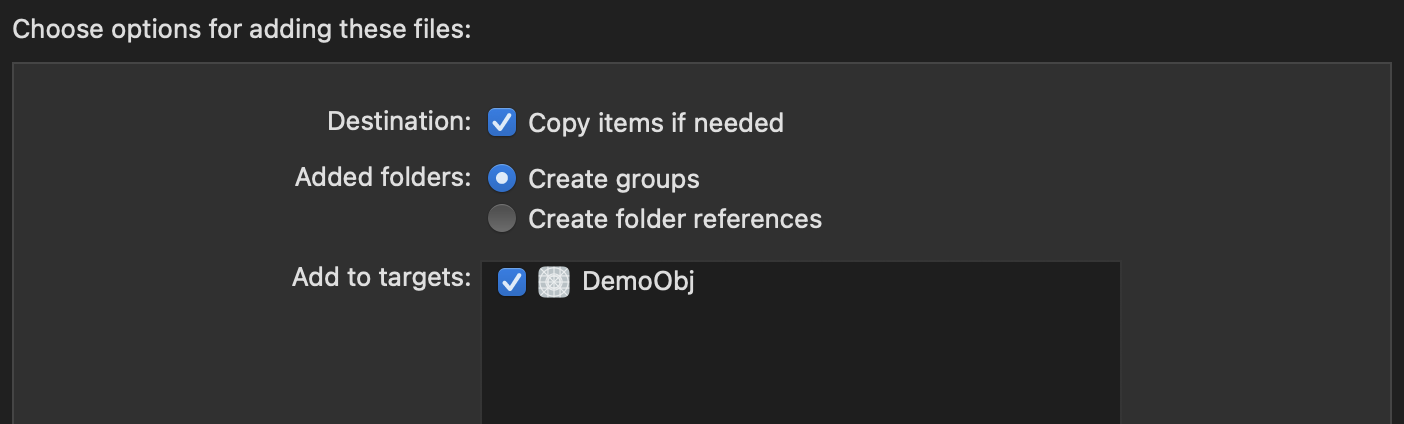 Choose options for adding these files:
Destination: Copy items if needed
Added folders: Create groups
Create folder references
Add to targets: DemoObj